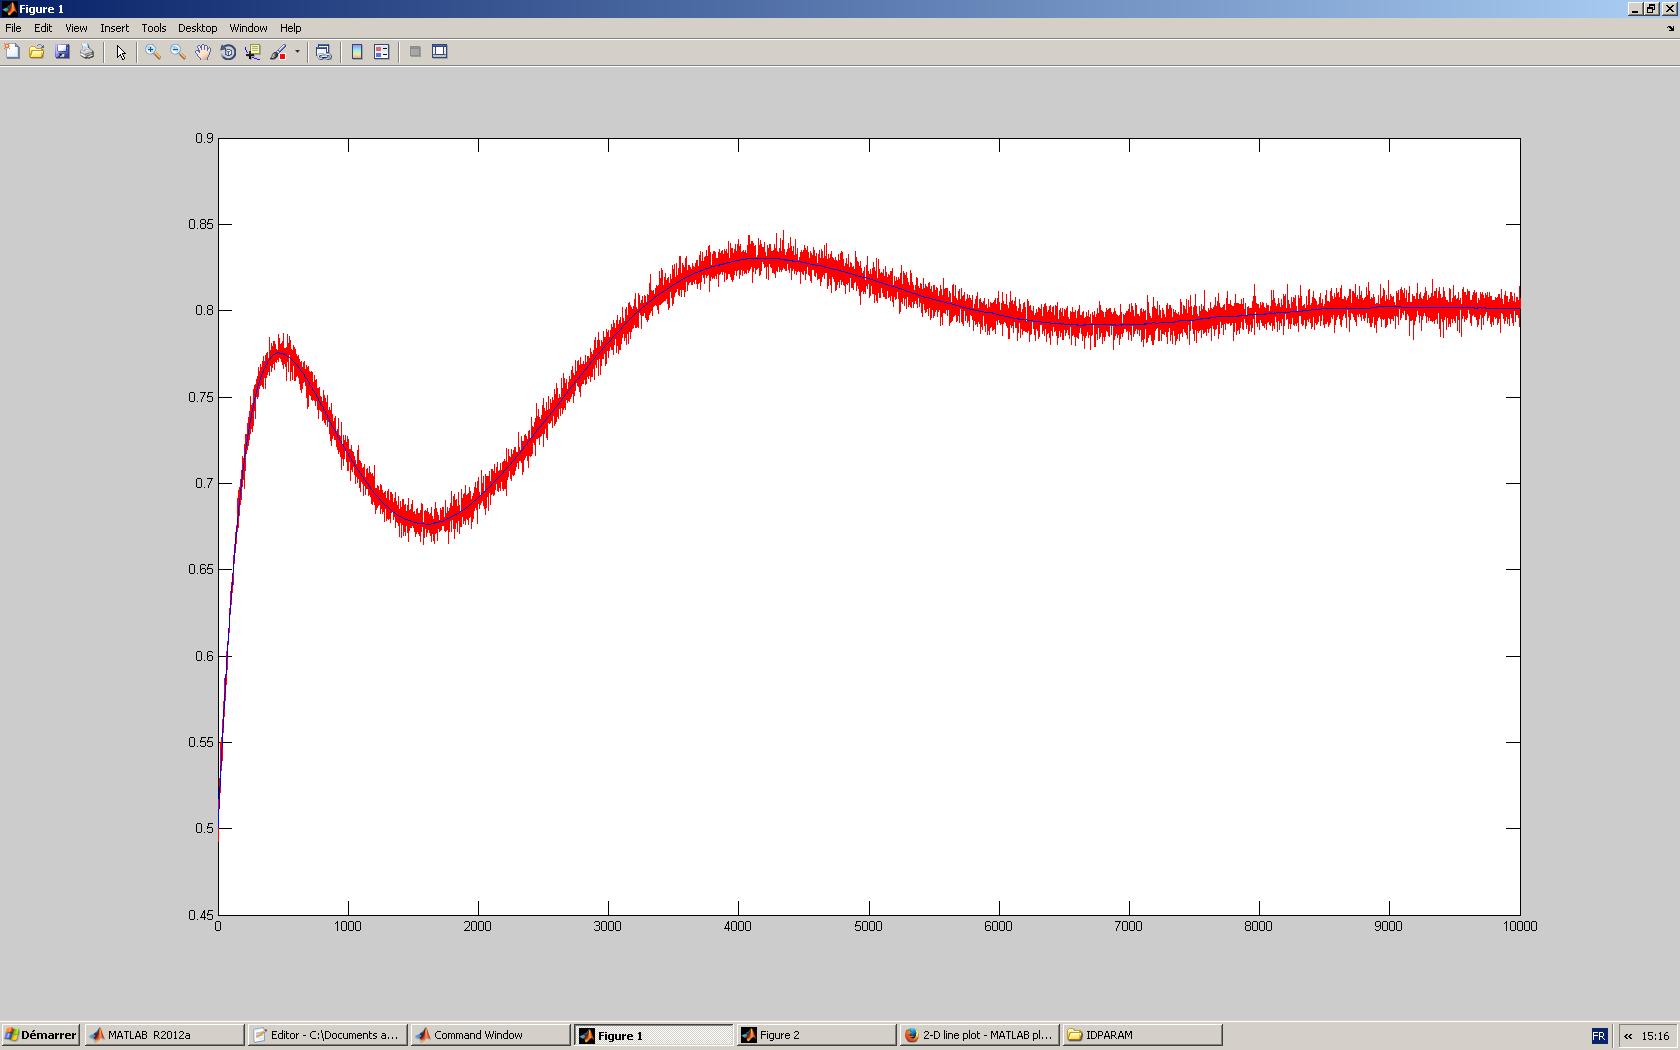 Figure 1
File Edit View Insert Tools Desktop Window Help
0.9
0.85
0.8
0.75
0.7
0.65
0.6
0.55
0.5
0.45
0 1000 2000 3000 4000 5000 6000 7000 8000 9000 10000
Démarrer MATLAB R2012a Editor - C:\Documents a... Command Window Figure 1 Figure 2 2-D line plot - MATLAB pl... IDPARAM FR « 15:16